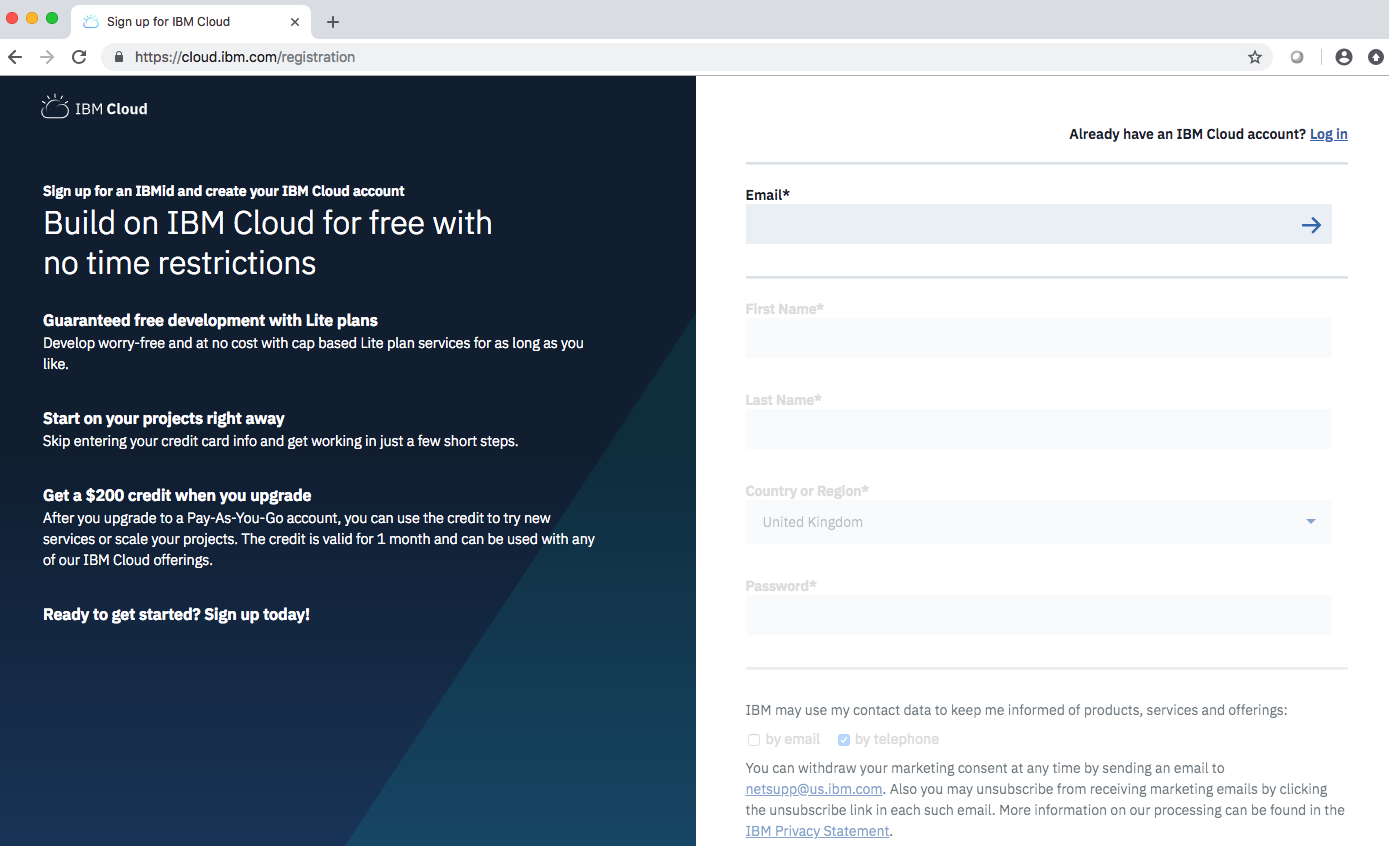 Sign up for IBM Cloud
https://cloud.ibm.com/registration
IBM Cloud
Sign up for an IBMid and create your IBM Cloud account
Build on IBM Cloud for free with
no time restrictions
Guaranteed free development with Lite plans
Develop worry-free and at no cost with cap based Lite plan services for as long as you
like.
Start on your projects right away
Skip entering your credit card info and get working in just a few short steps.
Get a $200 credit when you upgrade
After you upgrade to a Pay-As-You-Go account, you can use the credit to try new
services or scale your projects. The credit is valid for 1 month and can be used with any
of our IBM Cloud offerings.
Ready to get started? Sign up today!
Already have an IBM Cloud account? Log in
Email*
First Name*
Last Name*
Country or Region*
United Kingdom
Password*
IBM may use my contact data to keep me informed of products, services and offerings:
by email by telephone
You can withdraw your marketing consent at any time by sending an email to
netsupp@us.ibm.com. Also you may unsubscribe from receiving marketing emails by clicking
the unsubscribe link in each such email. More information on our processing can be found in the
IBM Privacy Statement.